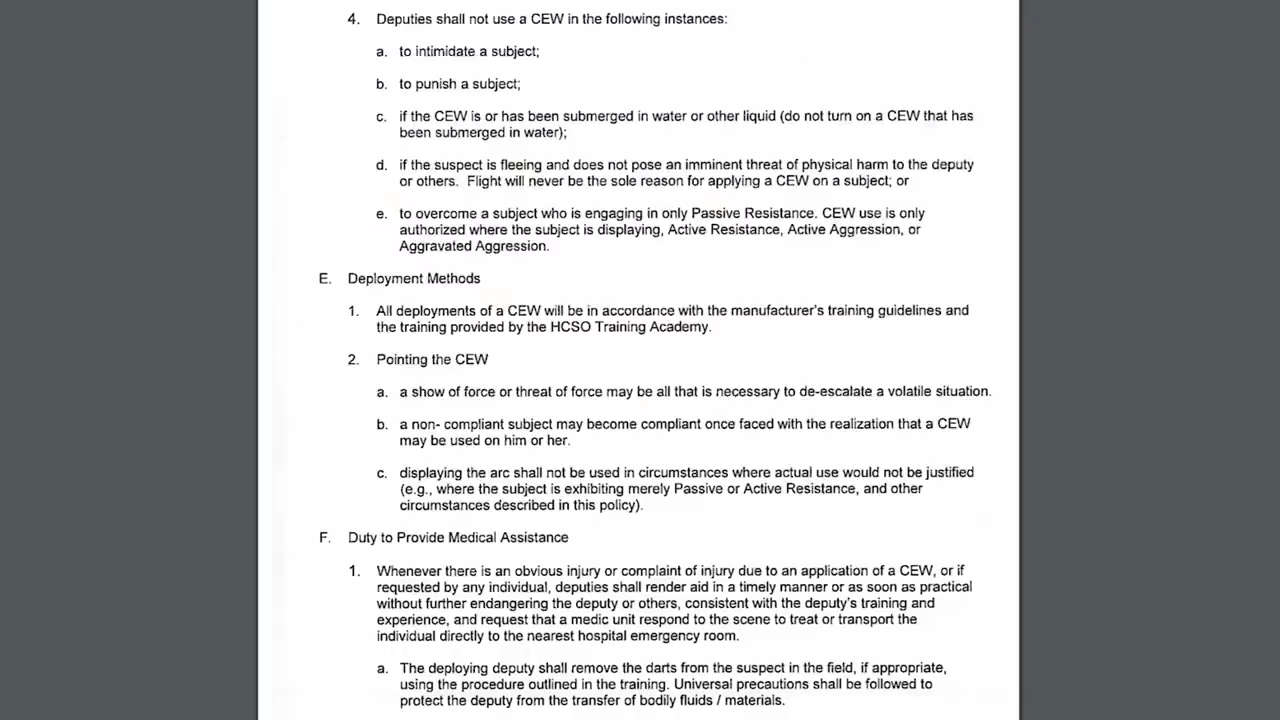 4. Deputies shall not use a CEW in the following instances:
a. to intimidate a subject;
b. to punish a subject;
c. if the CEW is or has been submerged in water or other liquid (do not turn on a CEW that has
been submerged in water);
d. if the suspect is fleeing and does not pose an imminent threat of physical harm to the deputy
or others. Flight will never be the sole reason for applying a CEW on a subject; or
e. to overcome a subject who is engaging in only Passive Resistance. CEW use is only
authorized where the subject is displaying, Active Resistance, Active Aggression, or
Aggravated Aggression.
E. Deployment Methods
1. All deployments of a CEW will be in accordance with the manufacturer's training guidelines and
the training provided by the HCSO Training Academy.
2. Pointing the CEW
a. a show of force or threat of force may be all that is necessary to de-escalate a volatile situation.
b. a non- compliant subject may become compliant once faced with the realization that a CEW
may be used on him or her.
c. displaying the arc shall not be used in circumstances where actual use would not be justified
(e.g., where the subject is exhibiting merely Passive or Active Resistance, and other
circumstances described in this policy).
F. Duty to Provide Medical Assistance
1. Whenever there is an obvious injury or complaint of injury due to an application of a CEW, or if
requested by any individual, deputies shall render aid in a timely manner or as soon as practical
without further endangering the deputy or others, consistent with the deputy's training and
experience, and request that a medic unit respond to the scene to treat or transport the
individual directly to the nearest hospital emergency room.
a. The deploying deputy shall remove the darts from the suspect in the field, if appropriate,
using the procedure outlined in the training. Universal precautions shall be followed to
protect the deputy from the transfer of bodily fluids / materials.